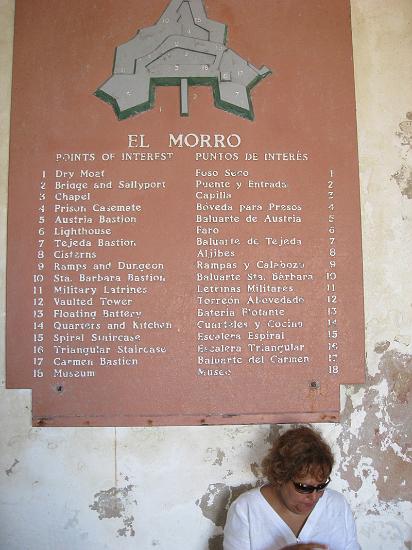 EL MORRO
POINTS OF INTEREST PUNTOS DE INTERÉS
1 Dry Moat Foso Seco 1
2 Bridge and Sallyport Puente y Entrada 2
3 Chapel Capilla 3
4 Prison Casemate Bóveda para Presos 4
5 Austria Bastion Baluarte de Austria 5
6 Lighthouse Faro 6
7 Tejeda Bastion Baluarte de Tejeda 7
8 Cisterns Aljibes 8
9 Ramps and Dungeon Rampas y Calabozo 9
10 Sta. Barbara Bastion Baluarte Sta. Bárbara 10
11 Military Latrines Letrinas Militares 11
12 Vaulted Tower Torreón Abovedado 12
13 Floating Battery Batería Flotante 13
14 Quarters and Kitchen Cuarteles y Cocina 14
15 Spiral Staircase Escalera Espiral 15
16 Triangular Staircase Escalera Triangular 16
17 Carmen Bastion Baluarte del Carmen 17
18 Museum Museo 18